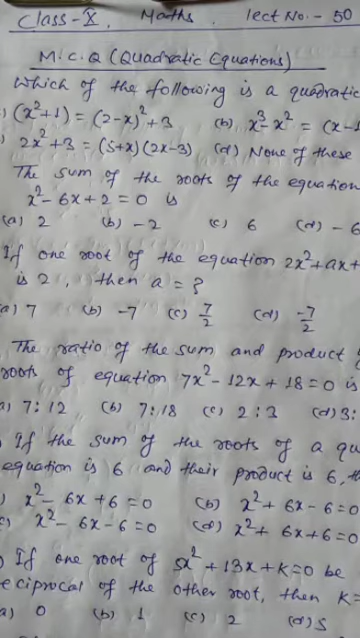 Class-X. Maths. lect No.- 50
M.C.Q (Quadratic Equations)
Which of the following is a quadratic
(x²+1) = (2-x)²+3 (b) x³-x² = (x-
2x²+3 = (5+x)(2x-3) (d) None of these
The sum of the roots of the equation
x²-6x+2=0 is
(a) 2 (b) -2 (c) 6 (d) -6
If one root of the equation 2x²+ax+
is 2, then a = ?
a) 7 (b) -7 (c) 7/2 (d) -7/2
The ratio of the sum and product
roots of equation 7x²-12x+18=0 is
a) 7:12 (b) 7:18 (c) 2:3 (d) 3:
If the sum of the roots of a qu
equation is 6 and their product is 6, th
) x²-6x+6=0 (b) x²+6x-6=0
c) x²-6x-6=0 (d) x²+6x+6=0
) If one root of 5x²+13x+k=0 be
eciprocal of the other root, then k=
a) 0 (b) 1 (c) 2 (d) 5